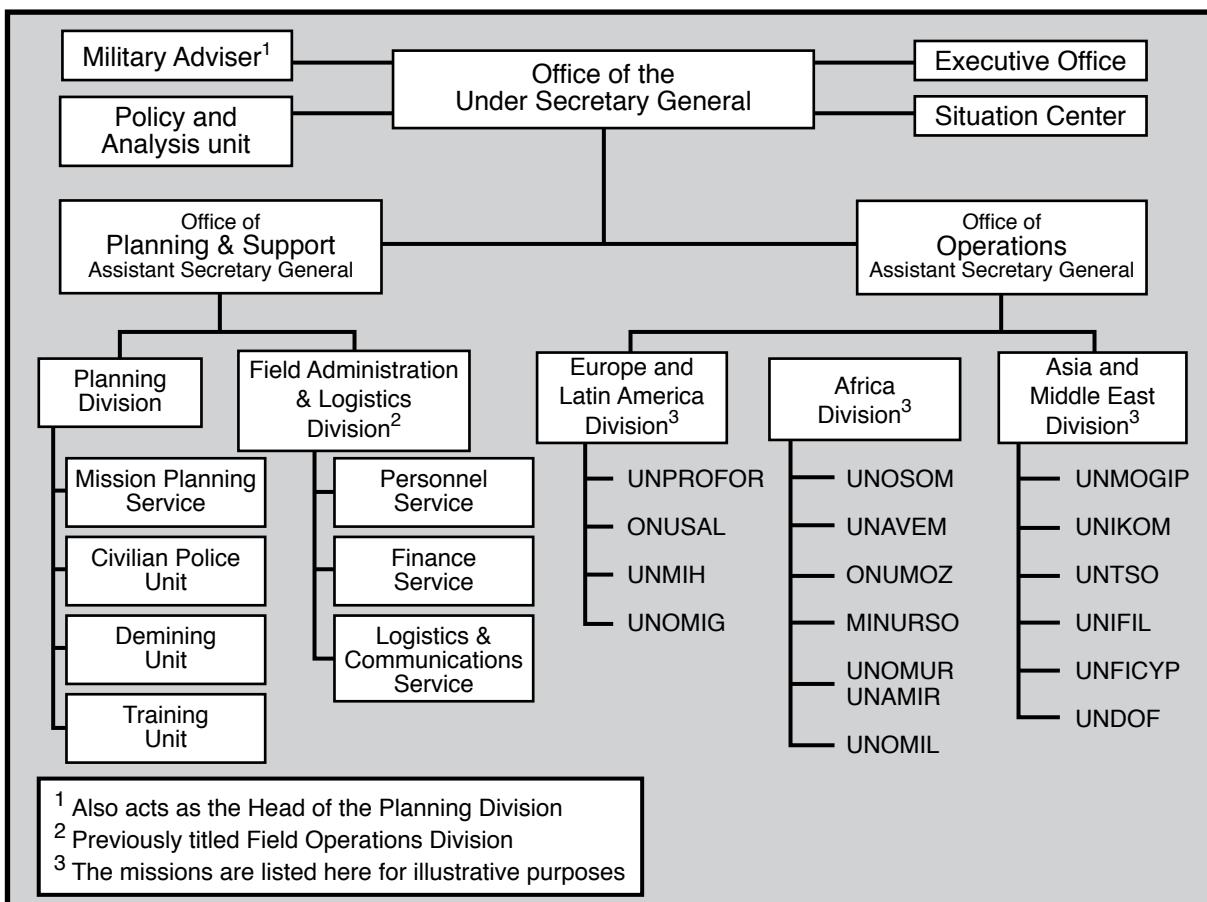 Military Adviser1
Policy and
Analysis unit
Office of the
Under Secretary General
Executive Office
Situation Center
Office of
Planning & Support
Assistant Secretary General
Office of
Operations
Assistant Secretary General
Planning
Division
Mission Planning
Service
Civilian Police
Unit
Demining
Unit
Training
Unit
Field Administration
& Logistics
Division2
Personnel
Service
Finance
Service
Logistics &
Communications
Service
Europe and
Latin America
Division3
UNPROFOR
ONUSAL
UNMIH
UNOMIG
Africa
Division3
UNOSOM
UNAVEM
ONUMOZ
MINURSO
UNOMUR
UNAMIR
UNOMIL
Asia and
Middle East
Division3
UNMOGIP
UNIKOM
UNTSO
UNIFIL
UNFICYP
UNDOF
1 Also acts as the Head of the Planning Division
2 Previously titled Field Operations Division
3 The missions are listed here for illustrative purposes